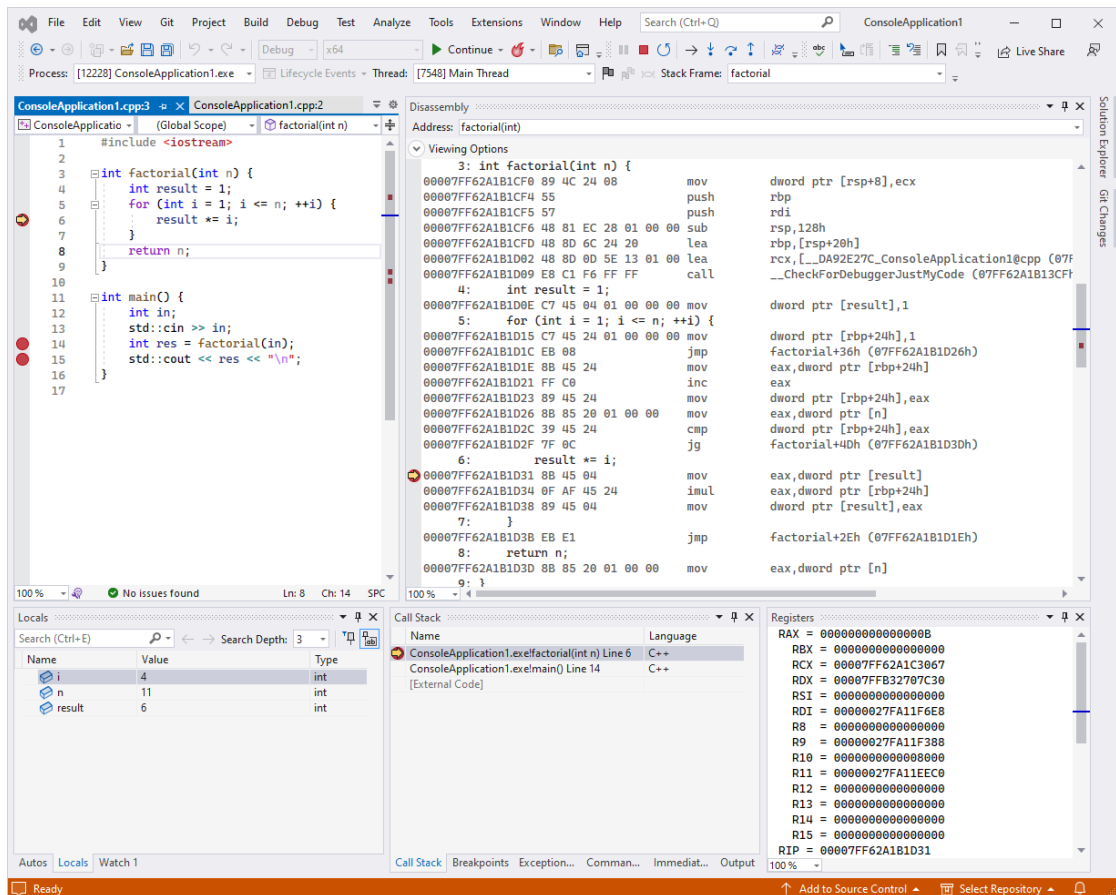 File Edit View Git Project Build Debug Test Analyze Tools Extensions Window Help Search (Ctrl+Q) ConsoleApplication1
Debug x64 Continue Live Share
Process: [12228] ConsoleApplication1.exe Lifecycle Events Thread: [7548] Main Thread Stack Frame: factorial
ConsoleApplication1.cpp:3 ConsoleApplication1.cpp:2
ConsoleApplicatio (Global Scope) factorial(int n)
1 #include <iostream>
2
3 int factorial(int n) {
4 int result = 1;
5 for (int i = 1; i <= n; ++i) {
6 result *= i;
7 }
8 return n;
9 }
10
11 int main() {
12 int in;
13 std::cin >> in;
14 int res = factorial(in);
15 std::cout << res << "\n";
16 }
17
100 % No issues found Ln: 8 Ch: 14 SPC
Disassembly
Address: factorial(int)
Viewing Options
3: int factorial(int n) {
00007FF62A1B1CF0 89 4C 24 08 mov dword ptr [rsp+8],ecx
00007FF62A1B1CF4 55 push rbp
00007FF62A1B1CF5 57 push rdi
00007FF62A1B1CF6 48 81 EC 28 01 00 00 sub rsp,128h
00007FF62A1B1CFD 48 8D 6C 24 20 lea rbp,[rsp+20h]
00007FF62A1B1D02 48 8D 0D 5E 13 01 00 lea rcx,[__DA92E27C_ConsoleApplication1@cpp (07F
00007FF62A1B1D09 E8 C1 F6 FF FF call __CheckForDebuggerJustMyCode (07FF62A1B13CFh
4: int result = 1;
00007FF62A1B1D0E C7 45 04 01 00 00 00 mov dword ptr [result],1
5: for (int i = 1; i <= n; ++i) {
00007FF62A1B1D15 C7 45 24 01 00 00 00 mov dword ptr [rbp+24h],1
00007FF62A1B1D1C EB 08 jmp factorial+36h (07FF62A1B1D26h)
00007FF62A1B1D1E 8B 45 24 mov eax,dword ptr [rbp+24h]
00007FF62A1B1D21 FF C0 inc eax
00007FF62A1B1D23 89 45 24 mov dword ptr [rbp+24h],eax
00007FF62A1B1D26 8B 85 20 01 00 00 mov eax,dword ptr [n]
00007FF62A1B1D2C 39 45 24 cmp dword ptr [rbp+24h],eax
00007FF62A1B1D2F 7F 0C jg factorial+4Dh (07FF62A1B1D3Dh)
6: result *= i;
00007FF62A1B1D31 8B 45 04 mov eax,dword ptr [result]
00007FF62A1B1D34 0F AF 45 24 imul eax,dword ptr [rbp+24h]
00007FF62A1B1D38 89 45 04 mov dword ptr [result],eax
7: }
00007FF62A1B1D3B EB E1 jmp factorial+2Eh (07FF62A1B1D1Eh)
8: return n;
00007FF62A1B1D3D 8B 85 20 01 00 00 mov eax,dword ptr [n]
9: }
100 %
Solution Explorer
Git Changes
Locals
Search (Ctrl+E) Search Depth: 3
Name Value Type
i 4 int
n 11 int
result 6 int
Autos Locals Watch 1
Call Stack
Name Language
ConsoleApplication1.exe!factorial(int n) Line 6 C++
ConsoleApplication1.exe!main() Line 14 C++
[External Code]
Call Stack Breakpoints Exception... Comman... Immediat... Output
Registers
RAX = 000000000000000B
RBX = 0000000000000000
RCX = 00007FF62A1C3067
RDX = 00007FFB32707C30
RSI = 0000000000000000
RDI = 00000027FA11F6E8
R8 = 0000000000000000
R9 = 00000027FA11F388
R10 = 0000000000008000
R11 = 00000027FA11EEC0
R12 = 0000000000000000
R13 = 0000000000000000
R14 = 0000000000000000
R15 = 0000000000000000
RIP = 00007FF62A1B1D31
100 %
Ready Add to Source Control Select Repository